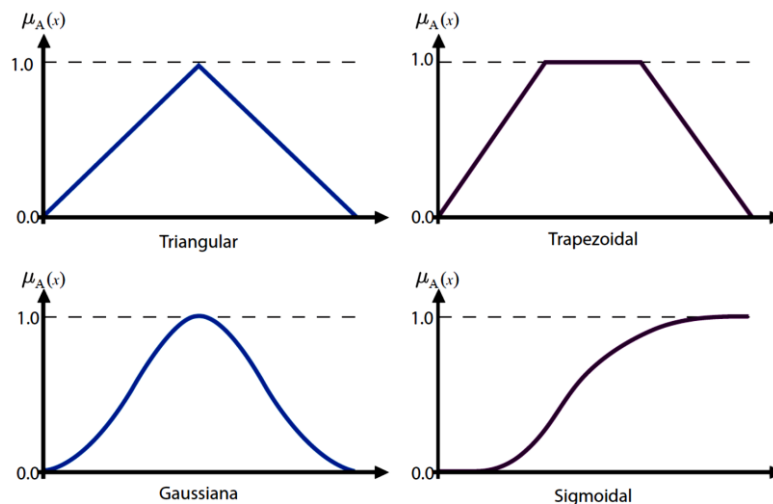 μA(x)
1.0
0.0
Triangular
μA(x)
1.0
0.0
Trapezoidal
μA(x)
1.0
0.0
Gaussiana
μA(x)
1.0
0.0
Sigmoidal